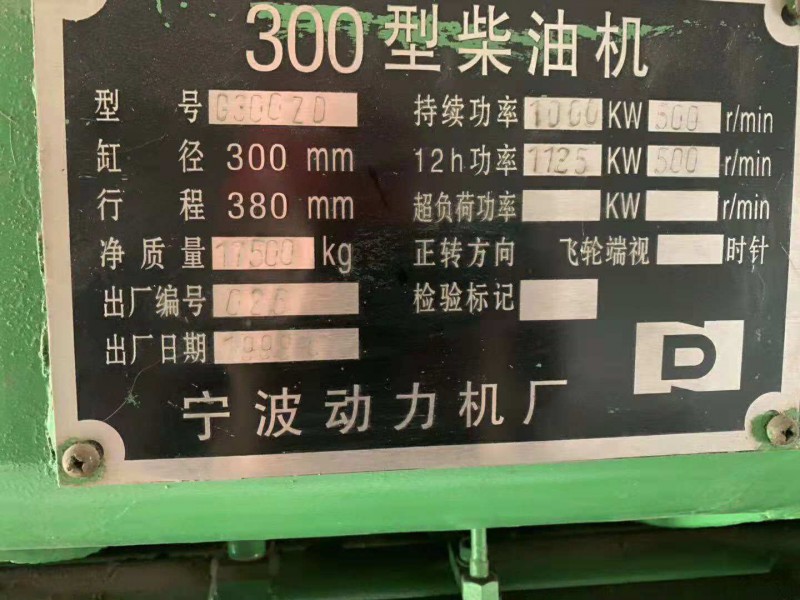 300型柴油机
型 号 G300ZD 持续功率 1000 KW 500 r/min
缸 径 300 mm 12h功率 1125 KW 500 r/min
行 程 380 mm 超负荷功率 KW r/min
净质量 17500 kg 正转方向 飞轮端视 时针
出厂编号 检验标记
出厂日期
宁波动力机厂